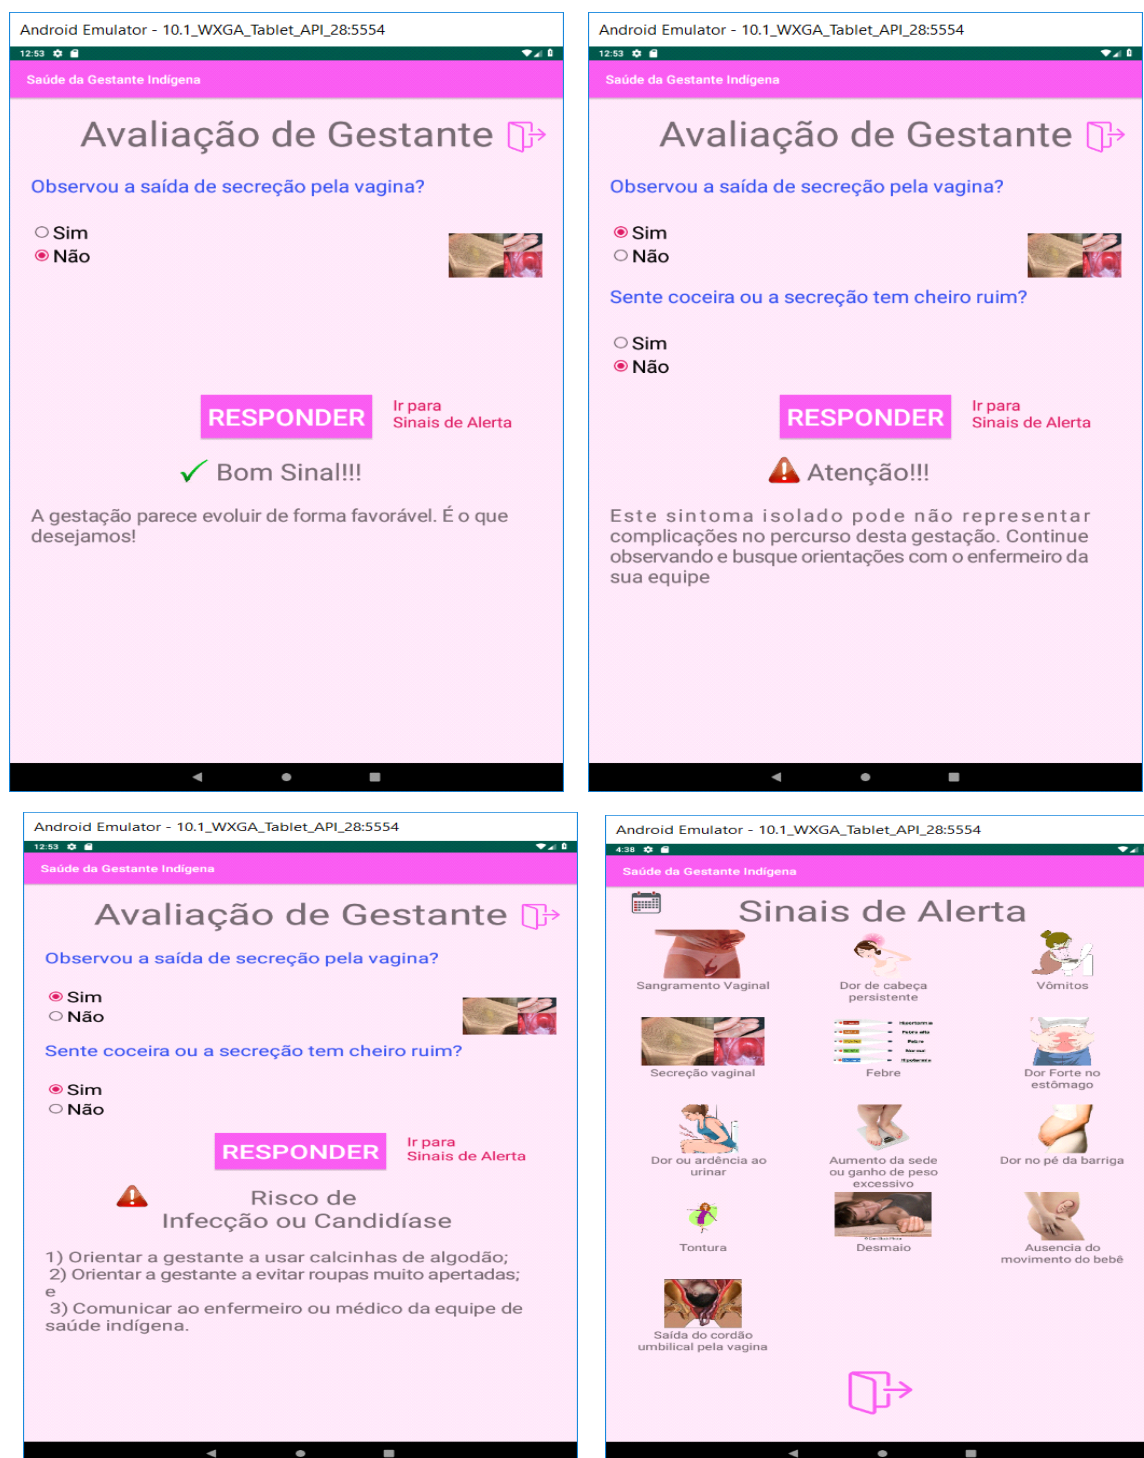 Android Emulator - 10.1_WXGA_Tablet_API_28:5554
12:53
Saúde da Gestante Indígena
Avaliação de Gestante
Observou a saída de secreção pela vagina?
Sim
Não
RESPONDER
Ir para
Sinais de Alerta
Bom Sinal!!!
A gestação parece evoluir de forma favorável. É o que
desejamos!
Android Emulator - 10.1_WXGA_Tablet_API_28:5554
12:53
Saúde da Gestante Indígena
Avaliação de Gestante
Observou a saída de secreção pela vagina?
Sim
Não
Sente coceira ou a secreção tem cheiro ruim?
Sim
Não
RESPONDER
Ir para
Sinais de Alerta
Atenção!!!
Este sintoma isolado pode não representar
complicações no percurso desta gestação. Continue
observando e busque orientações com o enfermeiro da
sua equipe
Android Emulator - 10.1_WXGA_Tablet_API_28:5554
12:53
Saúde da Gestante Indígena
Avaliação de Gestante
Observou a saída de secreção pela vagina?
Sim
Não
Sente coceira ou a secreção tem cheiro ruim?
Sim
Não
RESPONDER
Ir para
Sinais de Alerta
Risco de
Infecção ou Candidíase
1) Orientar a gestante a usar calcinhas de algodão;
2) Orientar a gestante a evitar roupas muito apertadas;
e
3) Comunicar ao enfermeiro ou médico da equipe de
saúde indígena.
Android Emulator - 10.1_WXGA_Tablet_API_28:5554
4:38
Saúde da Gestante Indígena
Sinais de Alerta
Sangramento Vaginal
Dor de cabeça
persistente
Vômitos
Hipertermia
Febre alta
Febre
Normal
Hipotermia
Secreção vaginal
Febre
Dor Forte no
estômago
Dor ou ardência ao
urinar
Aumento da sede
ou ganho de peso
excessivo
Dor no pé da barriga
Tontura
Desmaio
Ausencia do
movimento do bebê
Saída do cordão
umbilical pela vagina